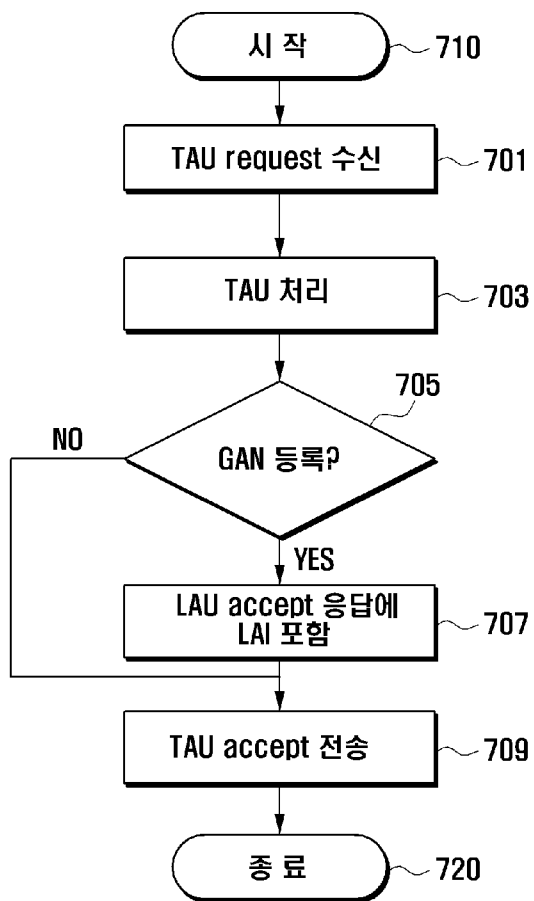 시 작
710
TAU request 수신
701
TAU 처리
703
705
NO
GAN 등록?
YES
LAU accept 응답에
LAI 포함
707
TAU accept 전송
709
종 료
720